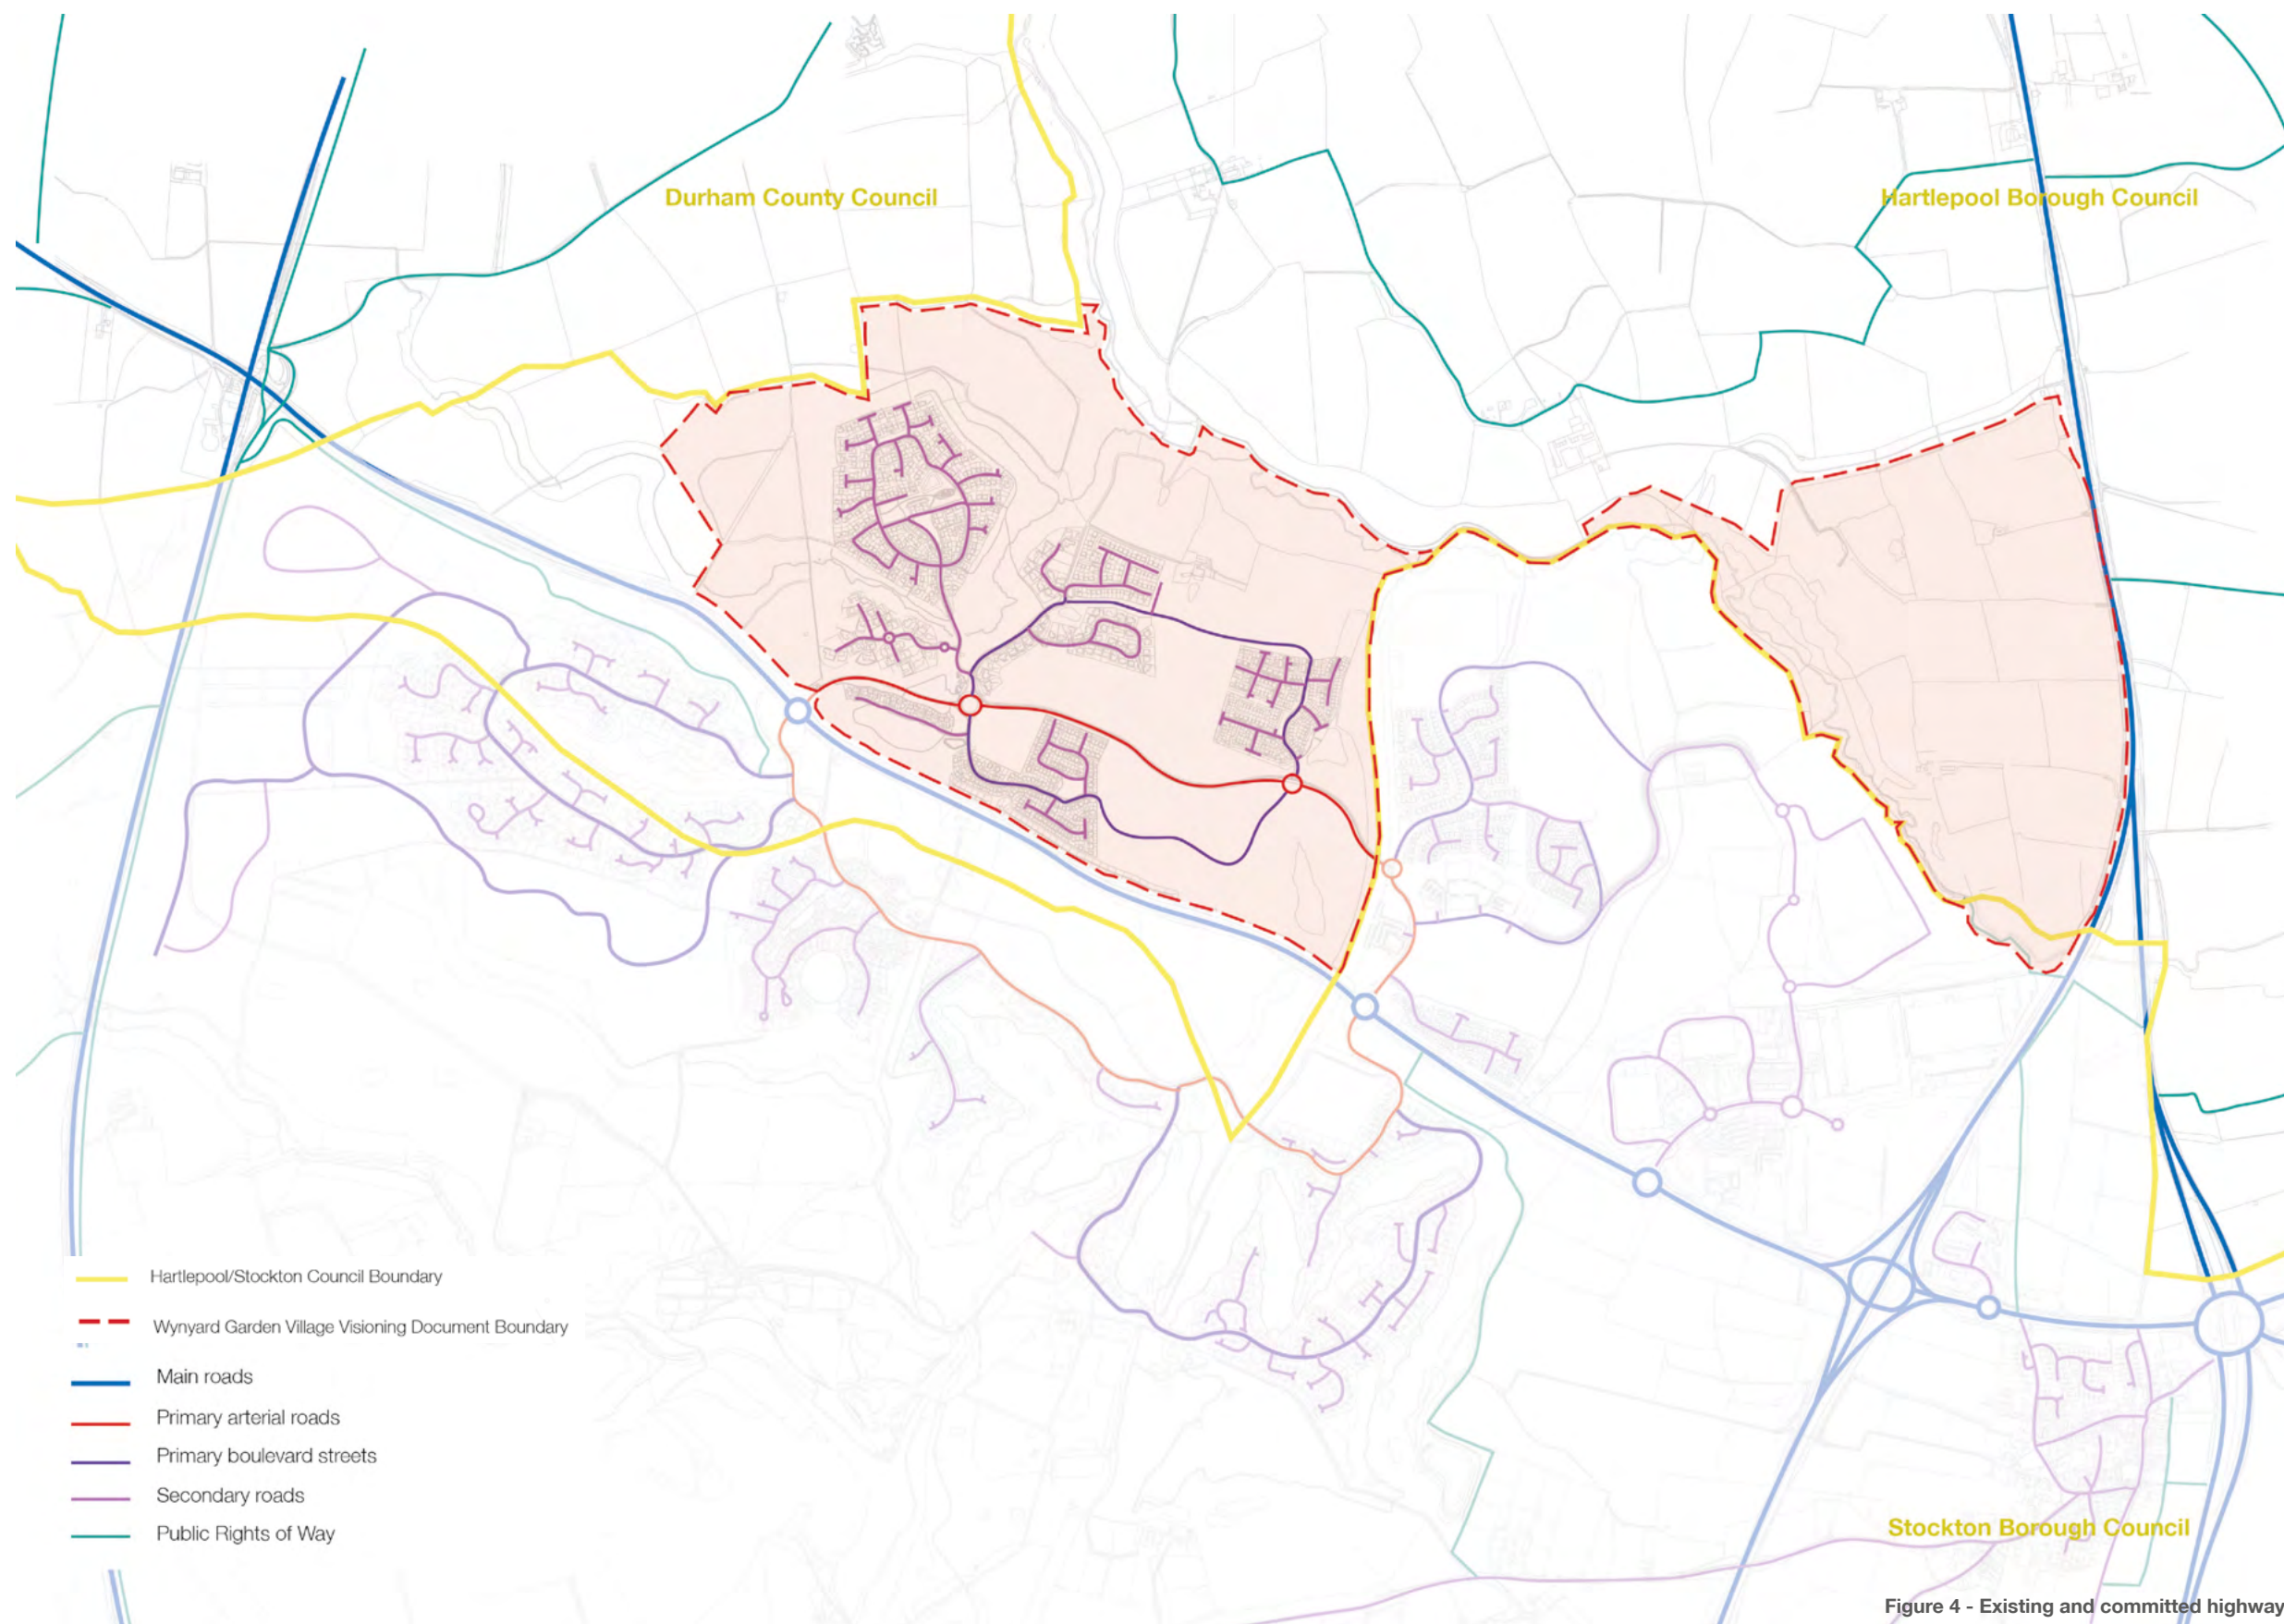 Durham County Council
Hartlepool Borough Council
Hartlepool/Stockton Council Boundary
Wynyard Garden Village Visioning Document Boundary
Main roads
Primary arterial roads
Primary boulevard streets
Secondary roads
Public Rights of Way
Stockton Borough Council
Figure 4 - Existing and committed highway